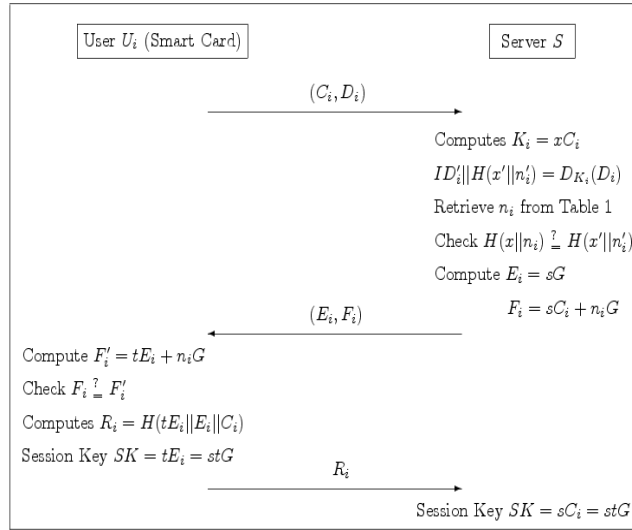 User U_i (Smart Card)
Server S
(C_i, D_i)
Computes K_i = xC_i
ID'_i||H(x'||n'_i) = D_{K_i}(D_i)
Retrieve n_i from Table 1
Check H(x||n_i) ≟ H(x'||n'_i)
Compute E_i = sG
F_i = sC_i + n_iG
(E_i, F_i)
Compute F'_i = tE_i + n_iG
Check F_i ≟ F'_i
Computes R_i = H(tE_i||E_i||C_i)
Session Key SK = tE_i = stG
R_i
Session Key SK = sC_i = stG